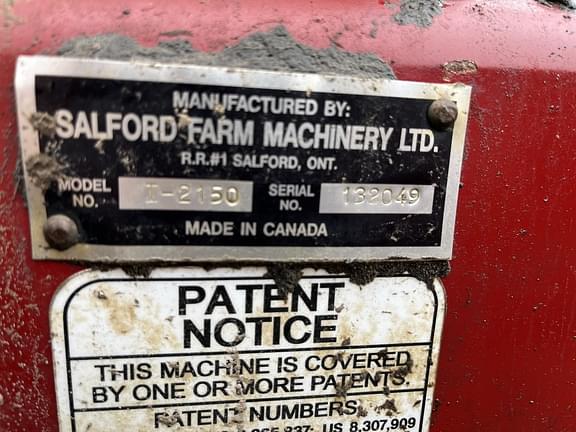 MANUFACTURED BY:
SALFORD FARM MACHINERY LTD.
R.R.#1 SALFORD, ONT.
MODEL NO. I-2150 SERIAL NO. 132049
MADE IN CANADA
PATENT
NOTICE
THIS MACHINE IS COVERED
BY ONE OR MORE PATENTS.
PATENT NUMBERS
US 8,307,909